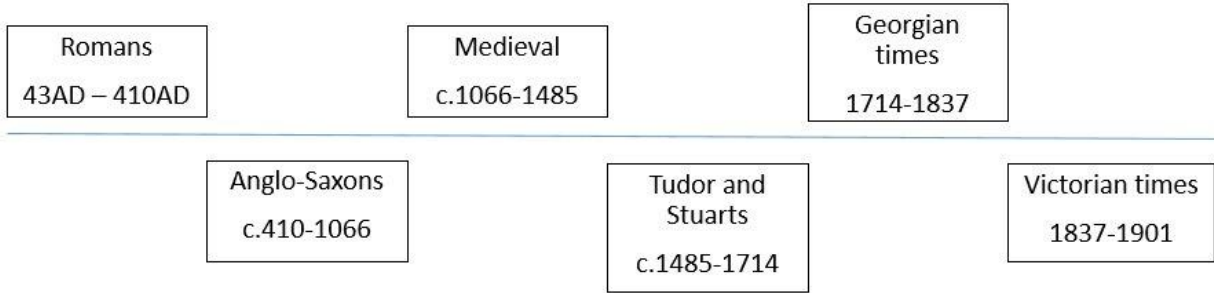 Romans
43AD – 410AD
Anglo-Saxons
c.410-1066
Medieval
c.1066-1485
Tudor and
Stuarts
c.1485-1714
Georgian
times
1714-1837
Victorian times
1837-1901